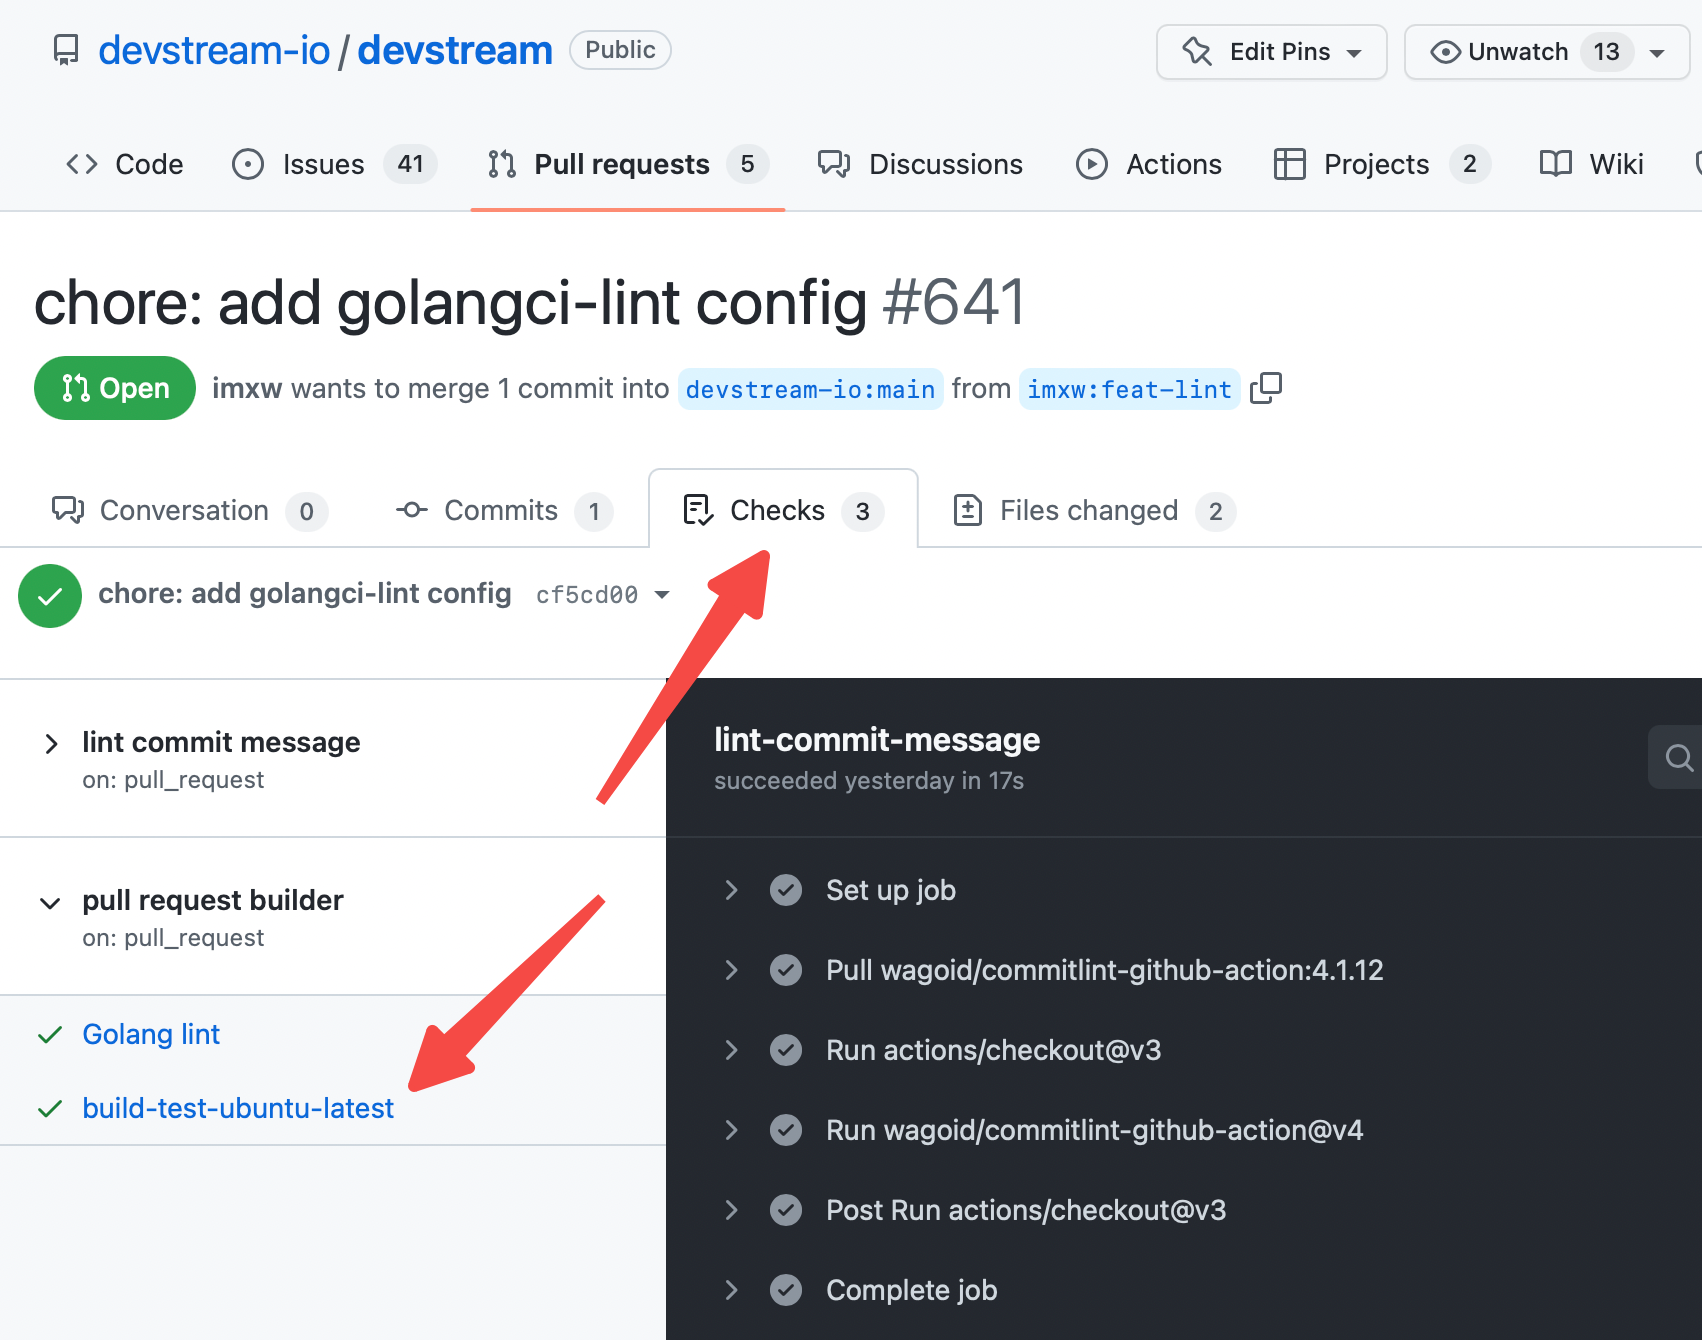 devstream-io / devstream Public Edit Pins Unwatch 13
Code Issues 41 Pull requests 5 Discussions Actions Projects 2 Wiki
chore: add golangci-lint config #641
Open imxw wants to merge 1 commit into devstream-io:main from imxw:feat-lint
Conversation 0 Commits 1 Checks 3 Files changed 2
chore: add golangci-lint config cf5cd00
lint commit message
on: pull_request
pull request builder
on: pull_request
Golang lint
build-test-ubuntu-latest
lint-commit-message
succeeded yesterday in 17s
Set up job
Pull wagoid/commitlint-github-action:4.1.12
Run actions/checkout@v3
Run wagoid/commitlint-github-action@v4
Post Run actions/checkout@v3
Complete job